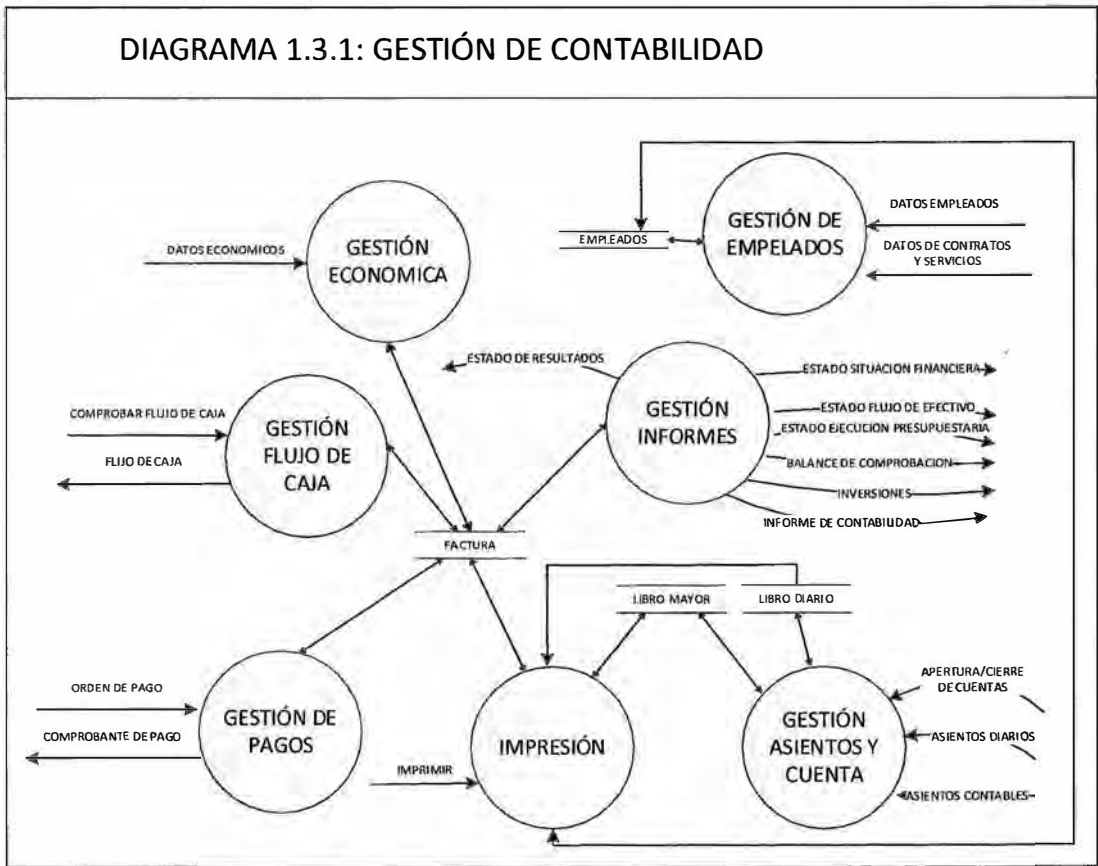 DIAGRAMA 1.3.1: GESTIÓN DE CONTABILIDAD
DATOS ECONOMICOS
GESTIÓN
ECONOMICA
EMPLEADOS
GESTIÓN DE
EMPELADOS
DATOS EMPLEADOS
DATOS DE CONTRATOS
Y SERVICIOS
COMPROBAR FLUJO DE CAJA
FLUJO DE CAJA
GESTIÓN
FLUJO DE
CAJA
ESTADO DE RESULTADOS
GESTIÓN
INFORMES
ESTADO SITUACION FINANCIERA
ESTADO FLUJO DE EFECTIVO
ESTADO EJECUCION PRESUPUESTARIA
BALANCE DE COMPROBACION
INVERSIONES
INFORME DE CONTABILIDAD
FACTURA
LIBRO MAYOR
LIBRO DIARIO
ORDEN DE PAGO
COMPROBANTE DE PAGO
GESTIÓN DE
PAGOS
IMPRIMIR
IMPRESIÓN
GESTIÓN
ASIENTOS Y
CUENTA
APERTURA/CIERRE
DE CUENTAS
ASIENTOS DIARIOS
ASIENTOS CONTABLES